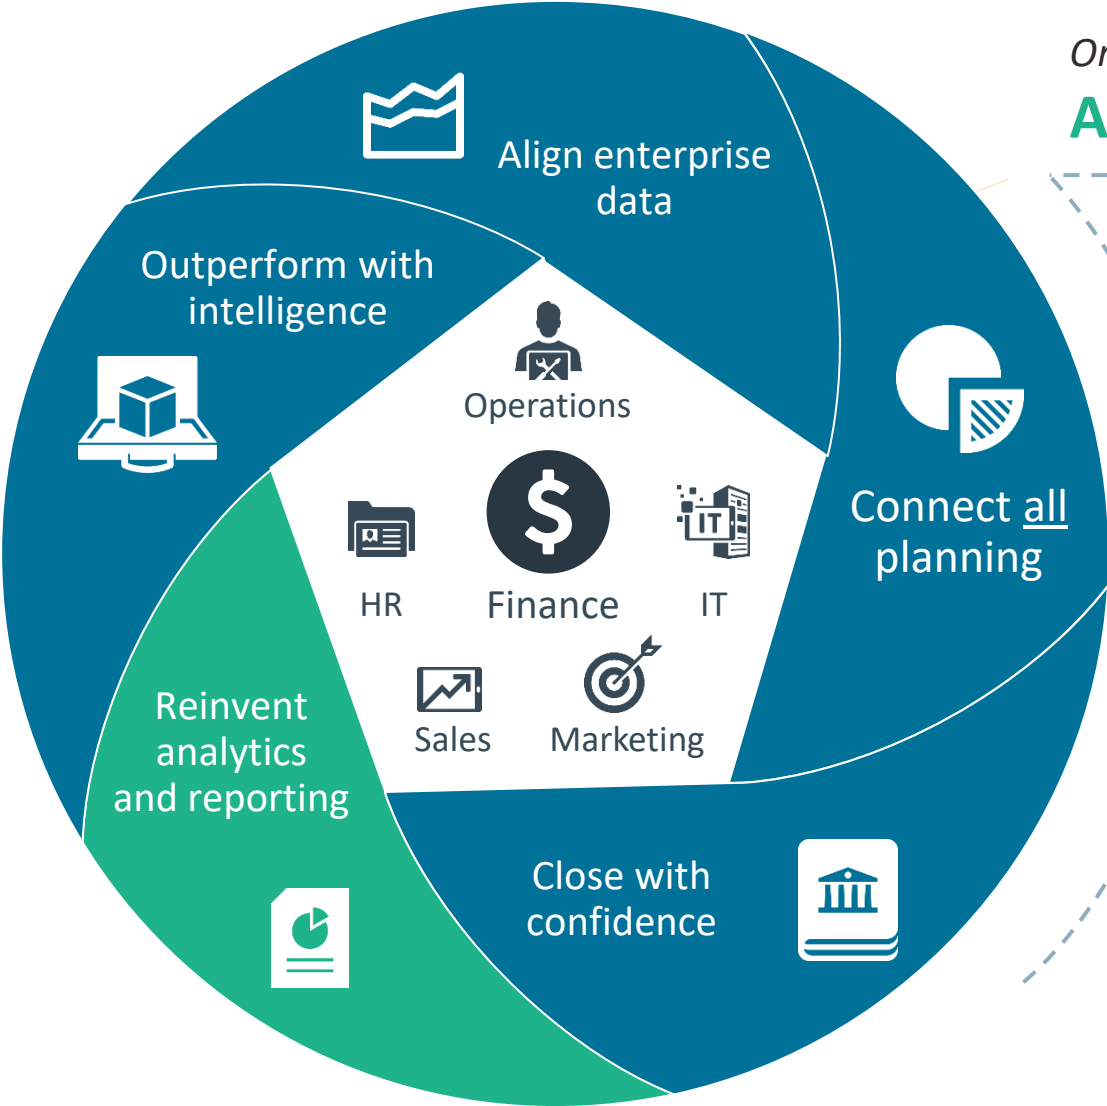 Align enterprise
data
Outperform with
intelligence
Connect all
planning
Operations
$
HR
Finance
IT
IT
Sales
Marketing
Reinvent
analytics
and reporting
Close with
confidence